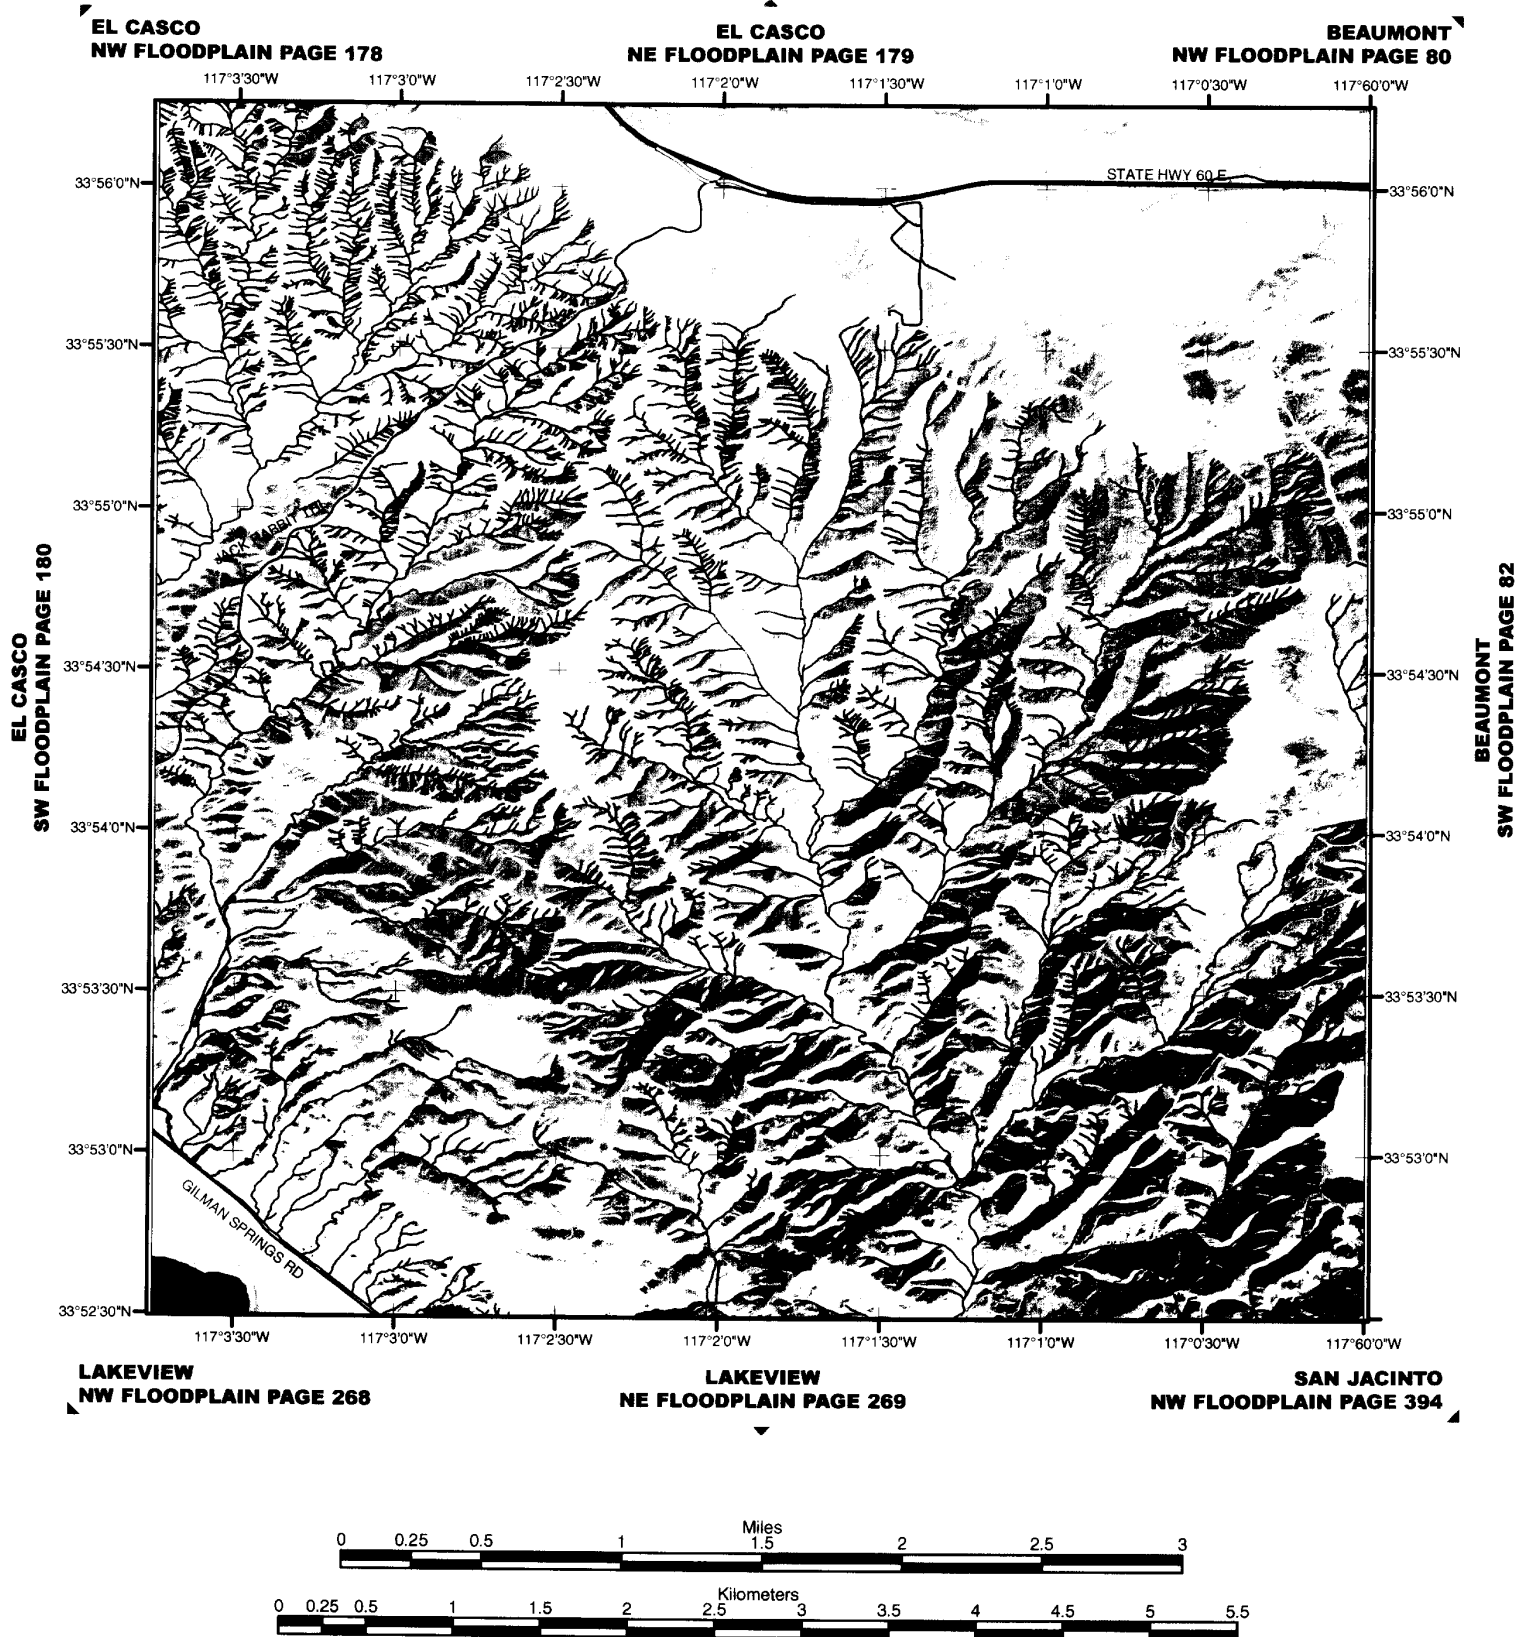 EL CASCO
NW FLOODPLAIN PAGE 178
EL CASCO
NE FLOODPLAIN PAGE 179
BEAUMONT
NW FLOODPLAIN PAGE 80
117°3'30"W
117°3'0"W
117°2'30"W
117°2'0"W
117°1'30"W
117°1'0"W
117°0'30"W
117°60'0"W
33°56'0"N
33°55'30"N
33°55'0"N
33°54'30"N
33°54'0"N
33°53'30"N
33°53'0"N
33°52'30"N
EL CASCO
SW FLOODPLAIN PAGE 180
STATE HWY 60 E
GILMAN SPRINGS RD
33°56'0"N
33°55'30"N
33°55'0"N
33°54'30"N
33°54'0"N
33°53'30"N
33°53'0"N
BEAUMONT
SW FLOODPLAIN PAGE 82
117°3'30"W
117°3'0"W
117°2'30"W
117°2'0"W
117°1'30"W
117°1'0"W
117°0'30"W
117°60'0"W
LAKEVIEW
NW FLOODPLAIN PAGE 268
LAKEVIEW
NE FLOODPLAIN PAGE 269
SAN JACINTO
NW FLOODPLAIN PAGE 394
Miles
0 0.25 0.5 1 1.5 2 2.5 3
Kilometers
0 0.25 0.5 1 1.5 2 2.5 3 3.5 4 4.5 5 5.5